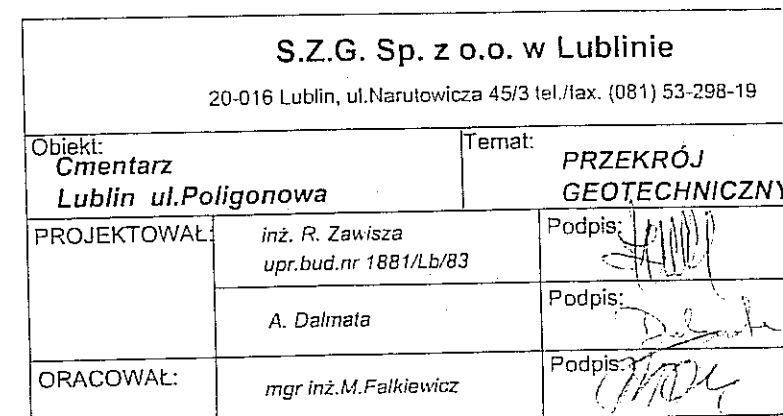 S.Z.G. Sp. z o.o. w Lublinie
20-016 Lublin, ul.Narutowicza 45/3 tel./fax. (081) 53-298-19
Obiekt:
Cmentarz
Lublin ul.Poligonowa
Temat:
PRZEKRÓJ
GEOTECHNICZNY
PROJEKTOWAŁ:
inż. R. Zawisza
upr.bud.nr 1881/Lb/83
Podpis:
A. Dalmata
Podpis:
Dalmata
ORACOWAŁ:
mgr inż.M.Falkiewicz
Podpis: